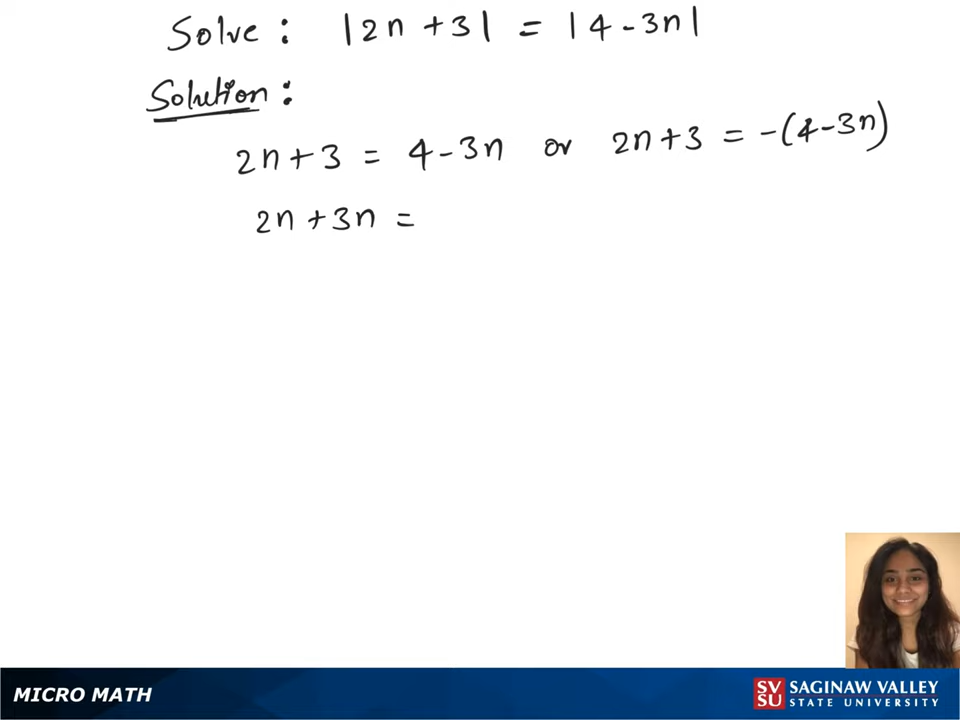 Solve : |2n + 3| = |4 - 3n|
Solution :
2n + 3 = 4 - 3n or 2n + 3 = -(4 - 3n)
2n + 3n =
MICRO MATH
SV SU SAGINAW VALLEY STATE UNIVERSITY